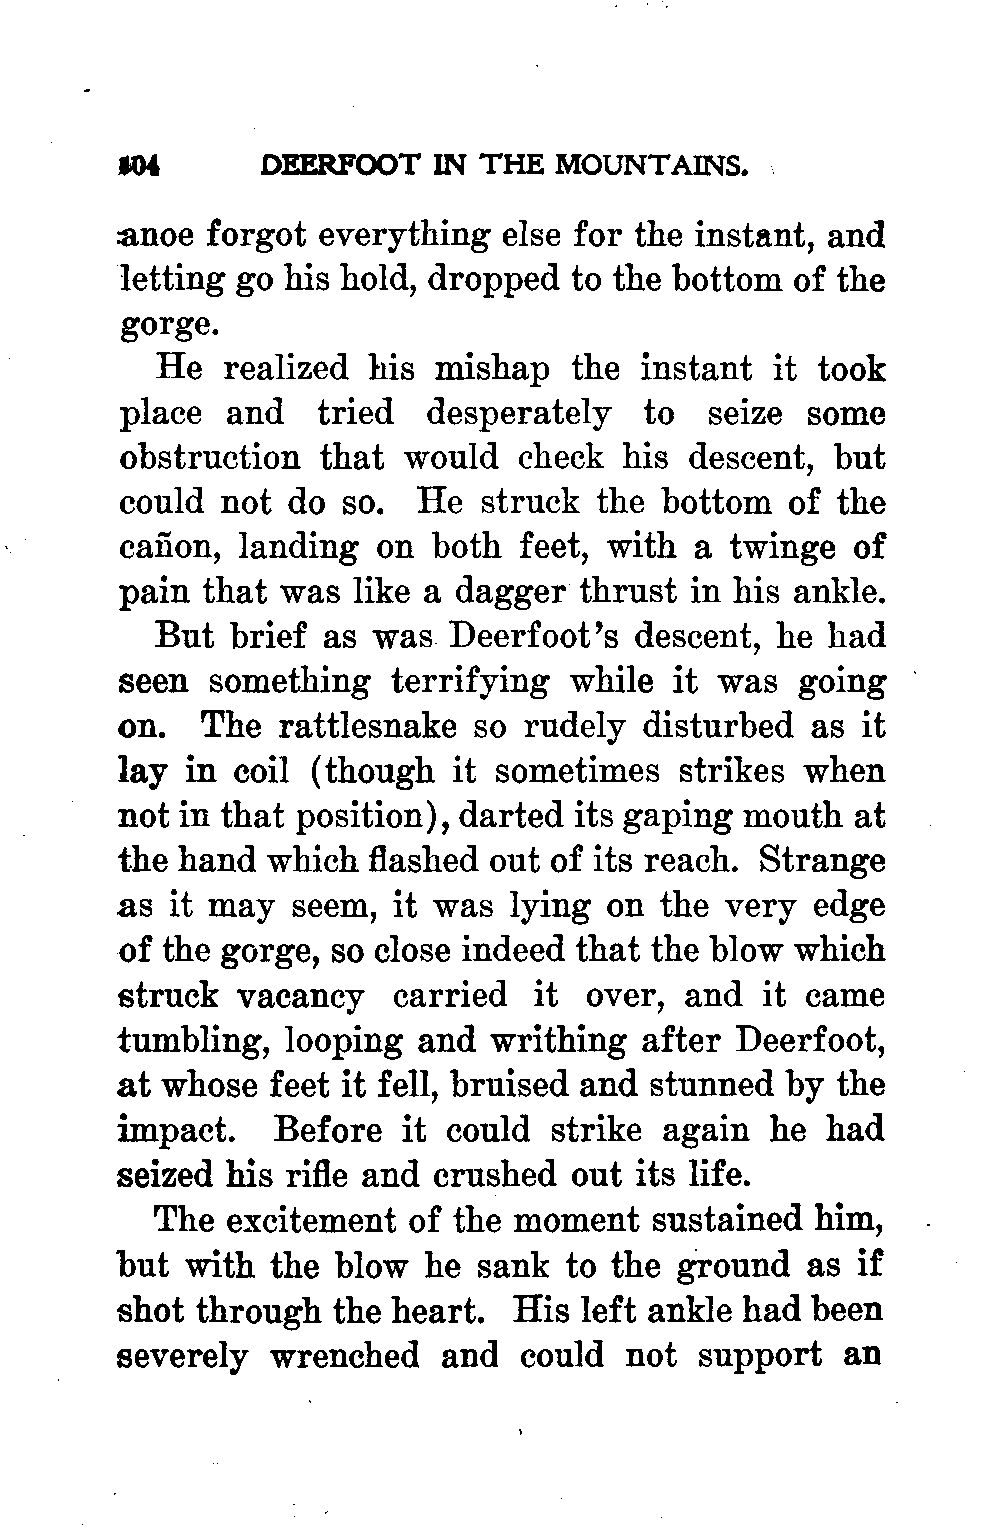 DEERFOOT IN THE MOUNTAINS.
anoe forgot everything else for the instant, and
letting go his hold, dropped to the bottom of the
gorge.
He realized his mishap the instant it took
place and tried desperately to seize some
obstruction that would check his descent, but
could not do so. He struck the bottom of the
cañon, landing on both feet, with a twinge of
pain that was like a dagger thrust in his ankle.
But brief as was Deerfoot's descent, he had
seen something terrifying while it was going
on. The rattlesnake so rudely disturbed as it
lay in coil (though it sometimes strikes when
not in that position), darted its gaping mouth at
the hand which flashed out of its reach. Strange
as it may seem, it was lying on the very edge
of the gorge, so close indeed that the blow which
struck vacancy carried it over, and it came
tumbling, looping and writhing after Deerfoot,
at whose feet it fell, bruised and stunned by the
impact. Before it could strike again he had
seized his rifle and crushed out its life.
The excitement of the moment sustained him,
but with the blow he sank to the ground as if
shot through the heart. His left ankle had been
severely wrenched and could not support an